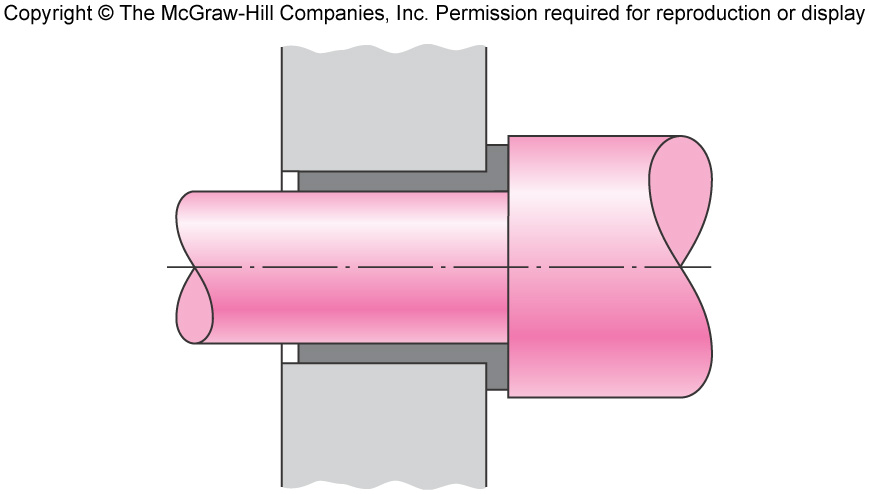 Copyright © The McGraw-Hill Companies, Inc. Permission required for reproduction or display